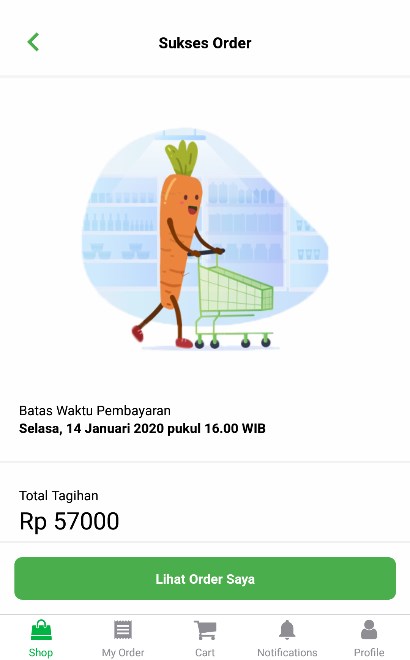 Sukses Order
Batas Waktu Pembayaran
Selasa, 14 Januari 2020 pukul 16.00 WIB
Total Tagihan
Rp 57000
Lihat Order Saya
Shop
My Order
Cart
Notifications
Profile